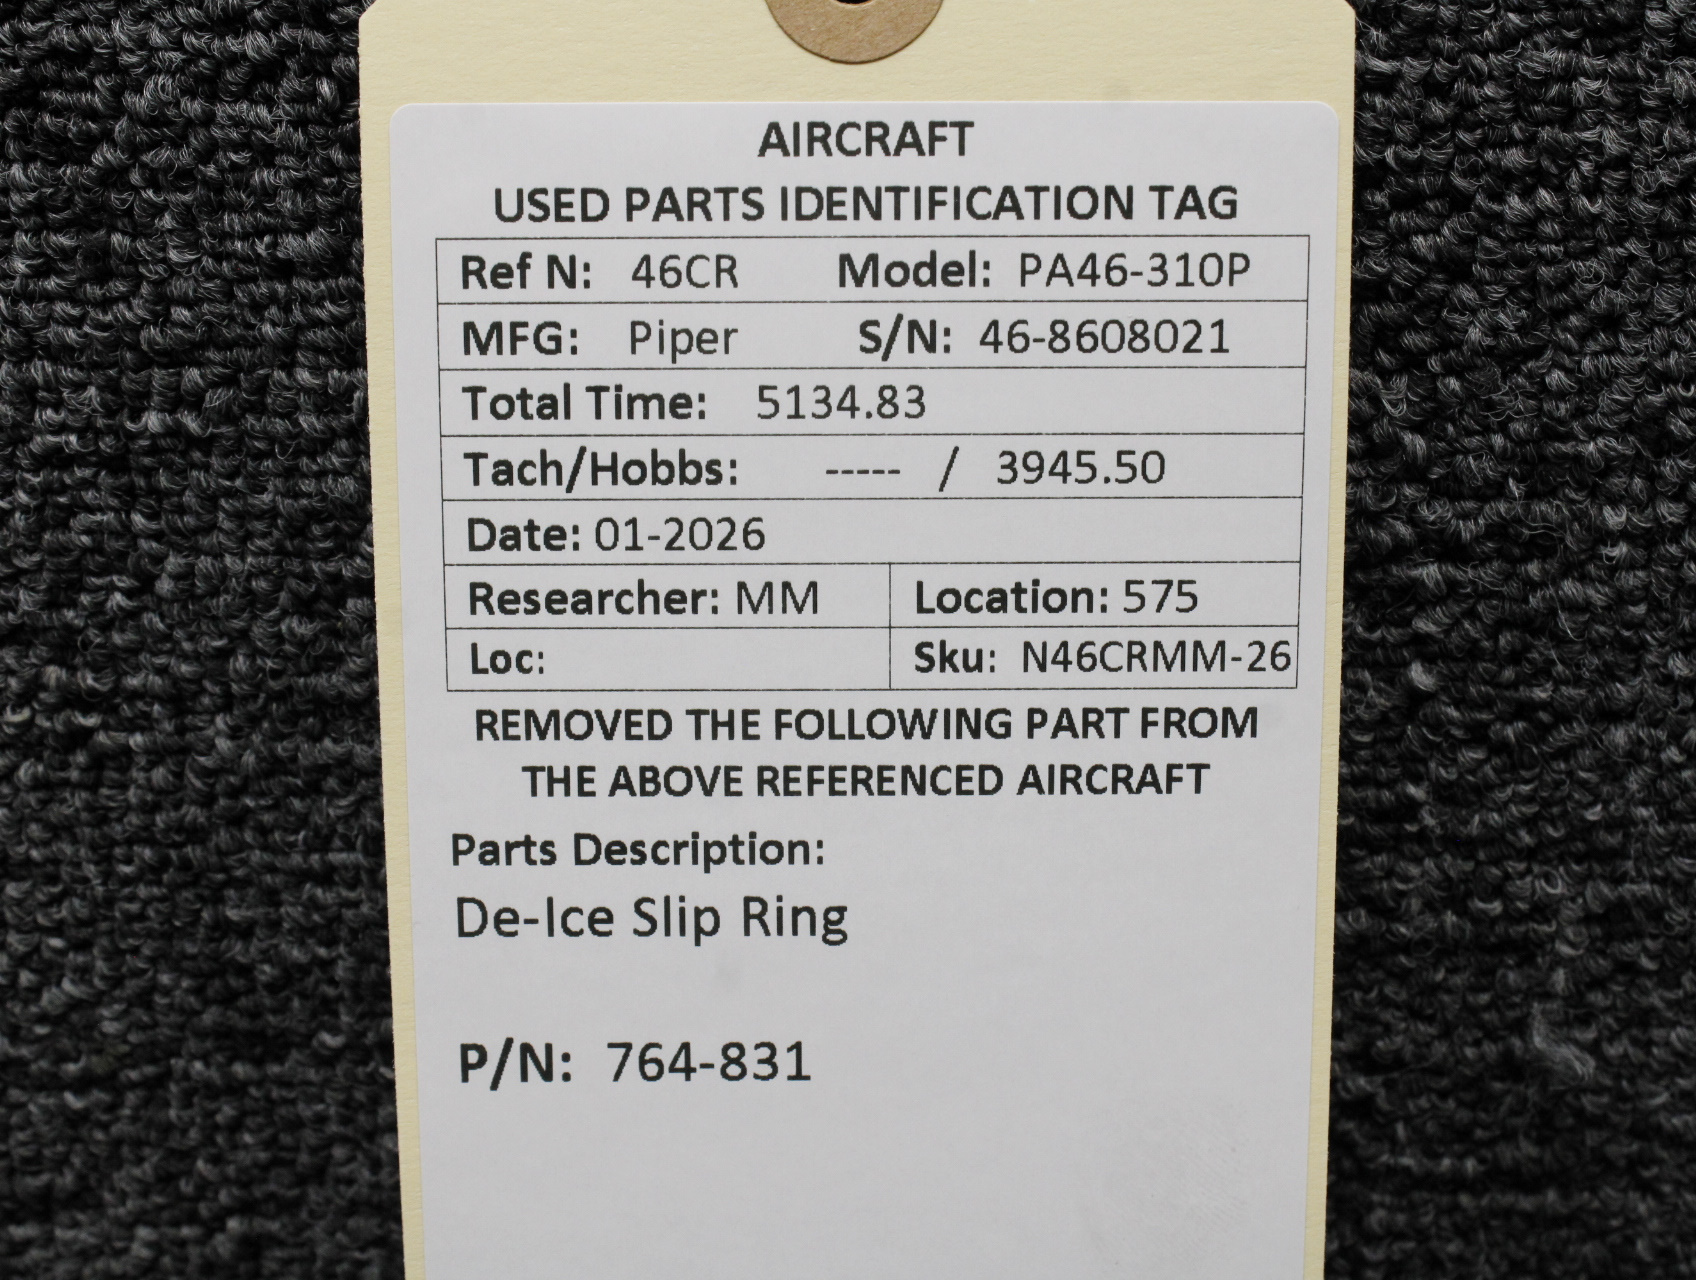 AIRCRAFT
USED PARTS IDENTIFICATION TAG
Ref N: 46CR Model: PA46-310P
MFG: Piper S/N: 46-8608021
Total Time: 5134.83
Tach/Hobbs: ----- / 3945.50
Date: 01-2026
Researcher: MM Location: 575
Loc: Sku: N46CRMM-26
REMOVED THE FOLLOWING PART FROM
THE ABOVE REFERENCED AIRCRAFT
Parts Description:
De-Ice Slip Ring
P/N: 764-831